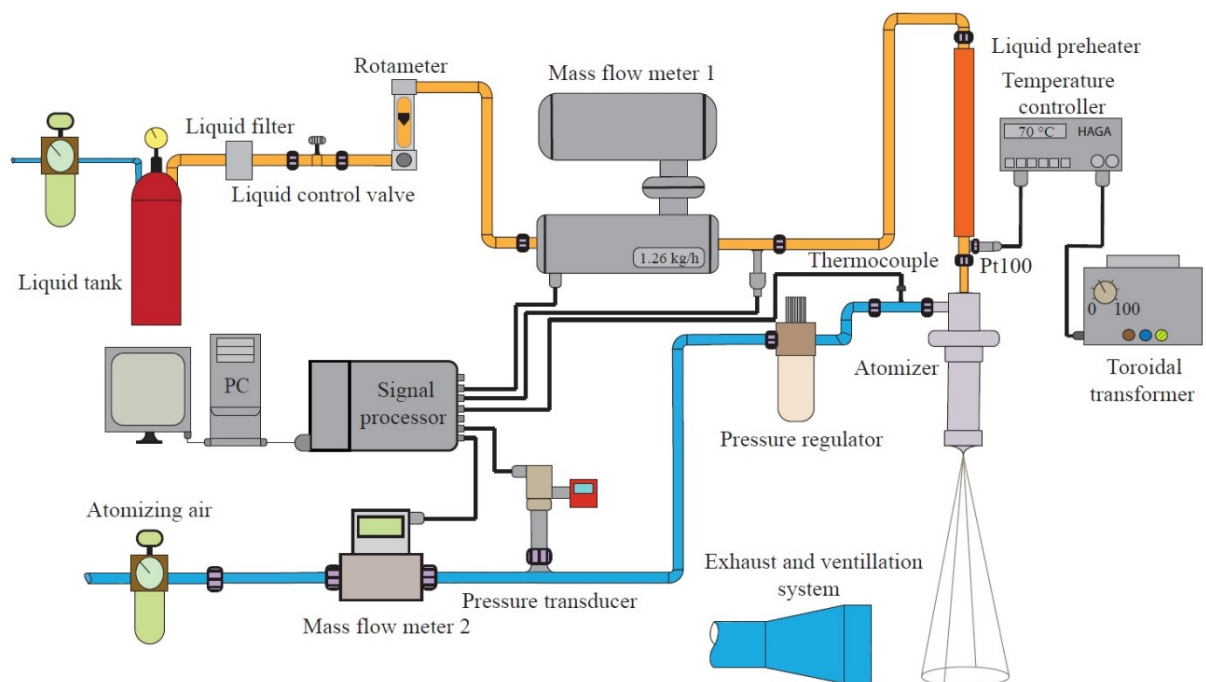 Rotameter
Mass flow meter 1
Liquid preheater
Temperature
controller
70 °C
HAGA
Liquid filter
Liquid control valve
1.26 kg/h
Thermocouple
Pt100
Liquid tank
0 100
PC
Signal
processor
Atomizer
Toroidal
transformer
Pressure regulator
Atomizing air
Exhaust and ventillation
system
Pressure transducer
Mass flow meter 2